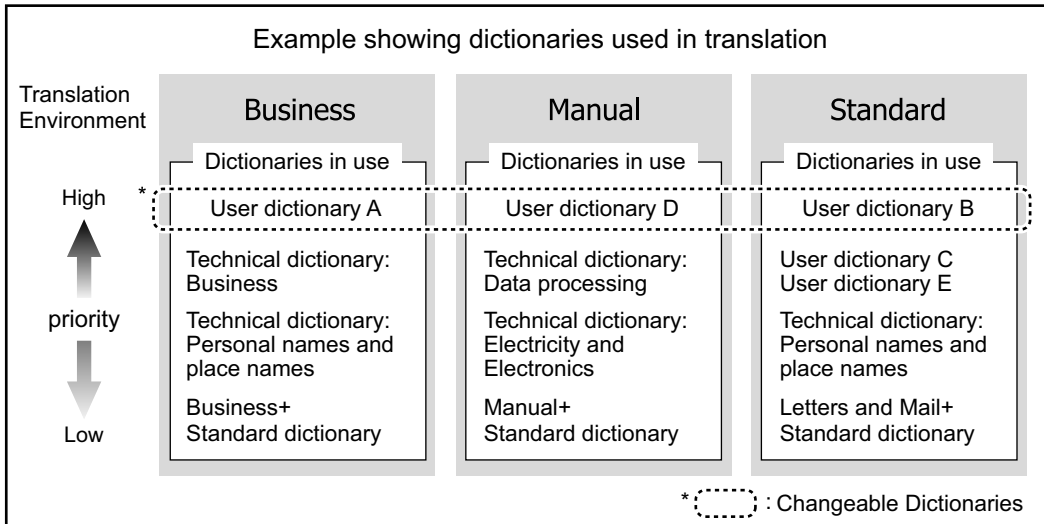 Example showing dictionaries used in translation
Translation
Environment
Business
Manual
Standard
Dictionaries in use
Dictionaries in use
Dictionaries in use
High
*
User dictionary A
User dictionary D
User dictionary B
Technical dictionary:
Business
Technical dictionary:
Data processing
User dictionary C
User dictionary E
priority
Technical dictionary:
Personal names and
place names
Technical dictionary:
Electricity and
Electronics
Technical dictionary:
Personal names and
place names
Low
Business+
Standard dictionary
Manual+
Standard dictionary
Letters and Mail+
Standard dictionary
* : Changeable Dictionaries